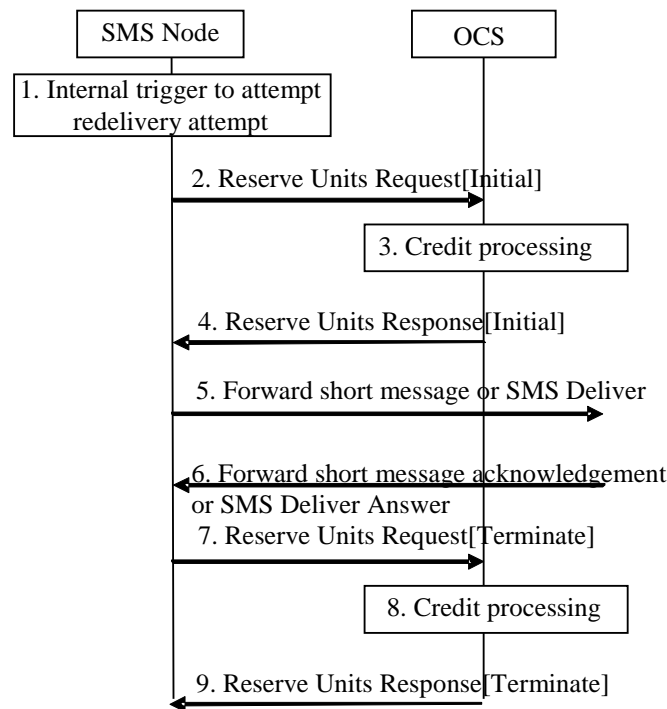 SMS Node
OCS
1. Internal trigger to attempt
redelivery attempt
2. Reserve Units Request[Initial]
3. Credit processing
4. Reserve Units Response[Initial]
5. Forward short message or SMS Deliver
6. Forward short message acknowledgement
or SMS Deliver Answer
7. Reserve Units Request[Terminate]
8. Credit processing
9. Reserve Units Response[Terminate]